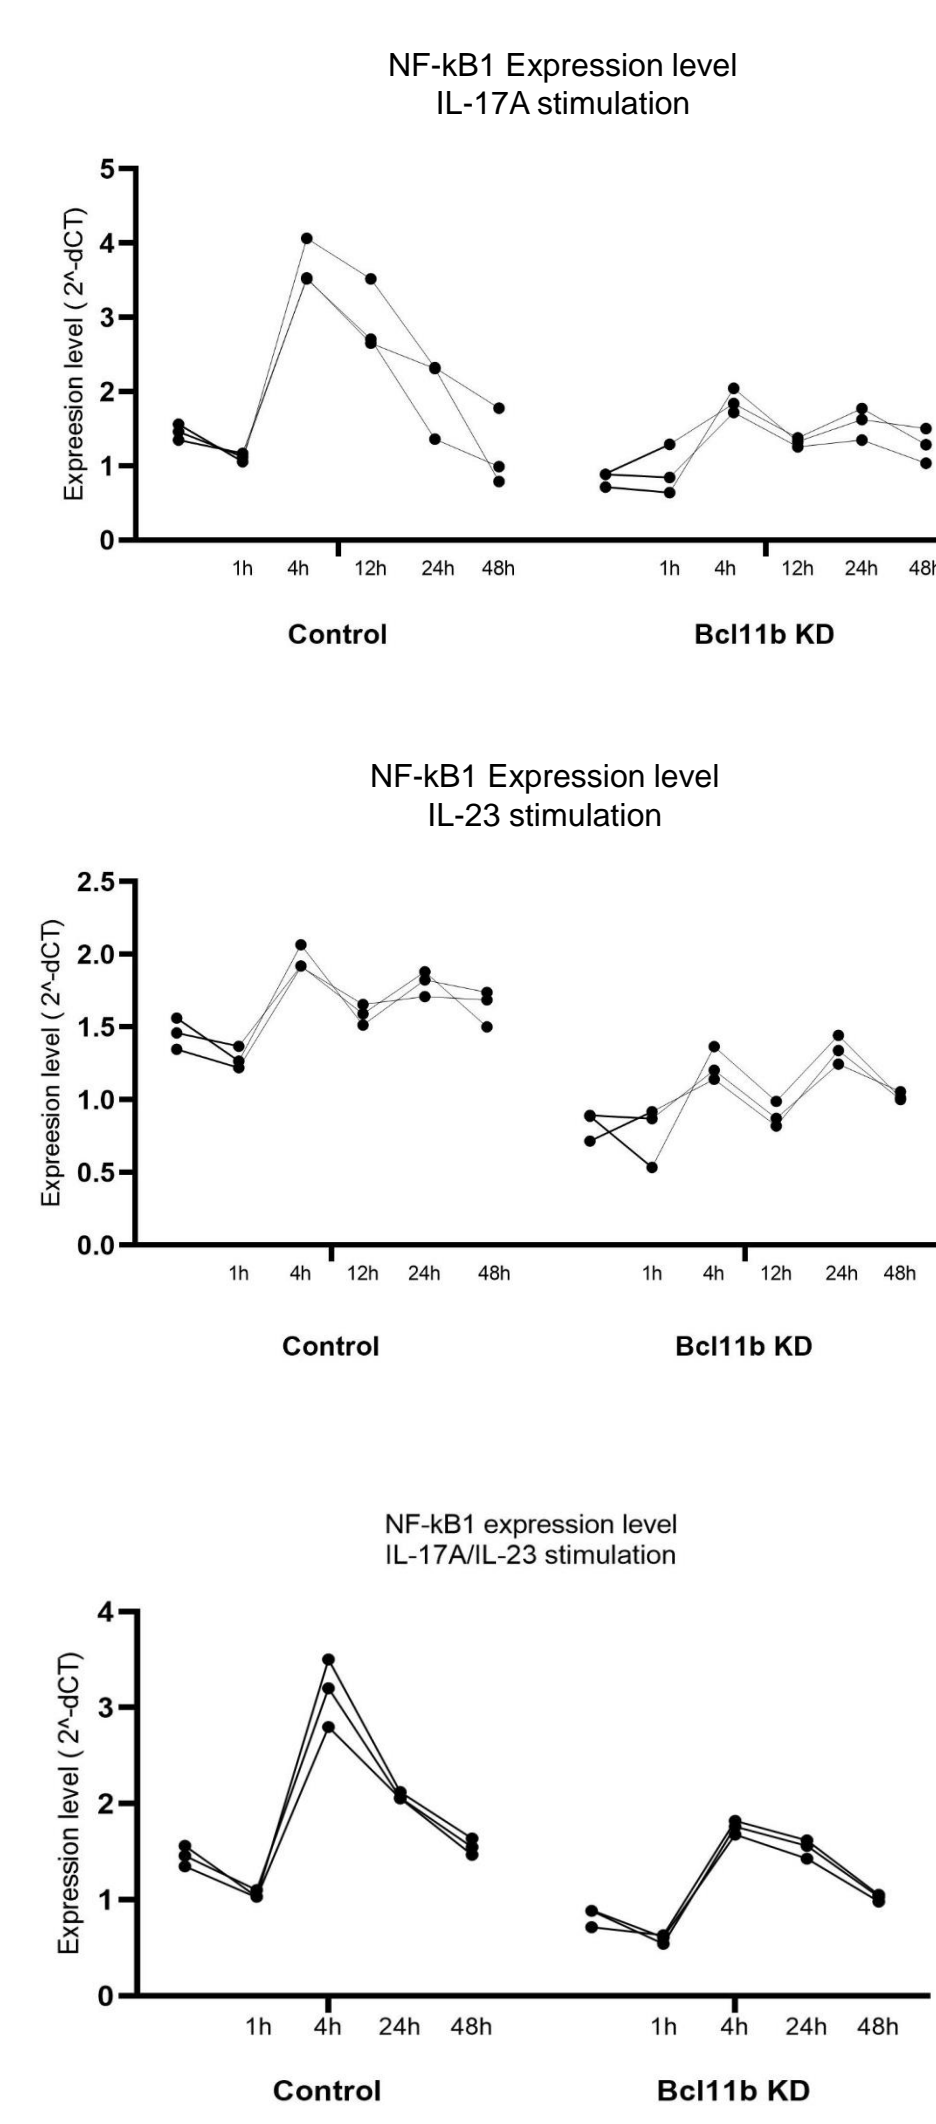 NF-kB1 Expression level
IL-17A stimulation
Expreesion level ( 2^-dCT)
5
4
3
2
1
0
1h 4h 12h 24h 48h 1h 4h 12h 24h 48h
Control Bcl11b KD
NF-kB1 Expression level
IL-23 stimulation
Expreesion level ( 2^-dCT)
2.5
2.0
1.5
1.0
0.5
0.0
1h 4h 12h 24h 48h 1h 4h 12h 24h 48h
Control Bcl11b KD
NF-kB1 expression level
IL-17A/IL-23 stimulation
Expression level ( 2^-dCT)
4
3
2
1
0
1h 4h 24h 48h 1h 4h 24h 48h
Control Bcl11b KD